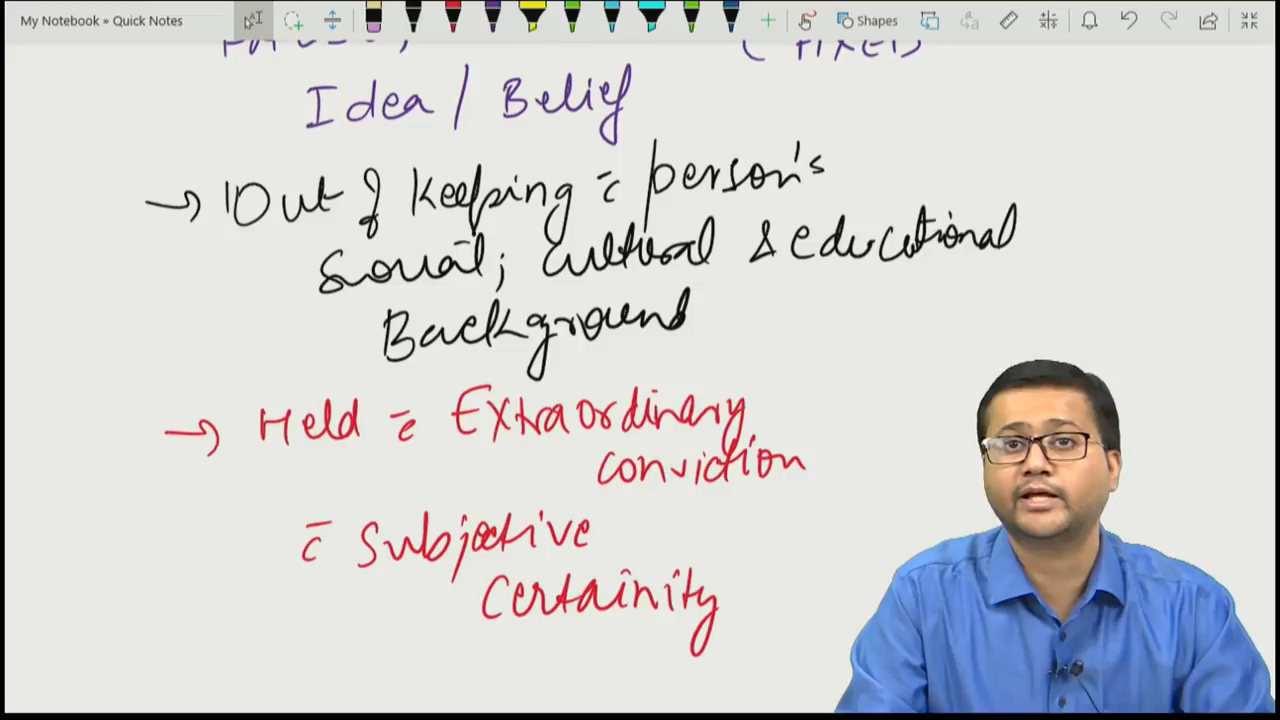 My Notebook » Quick Notes
Shapes
Idea / Belief
→ Out of keeping c̄ person's
Social, cultural & educational
Background
→ Held c̄ Extraordinary
conviction
c̄ Subjective
Certainity